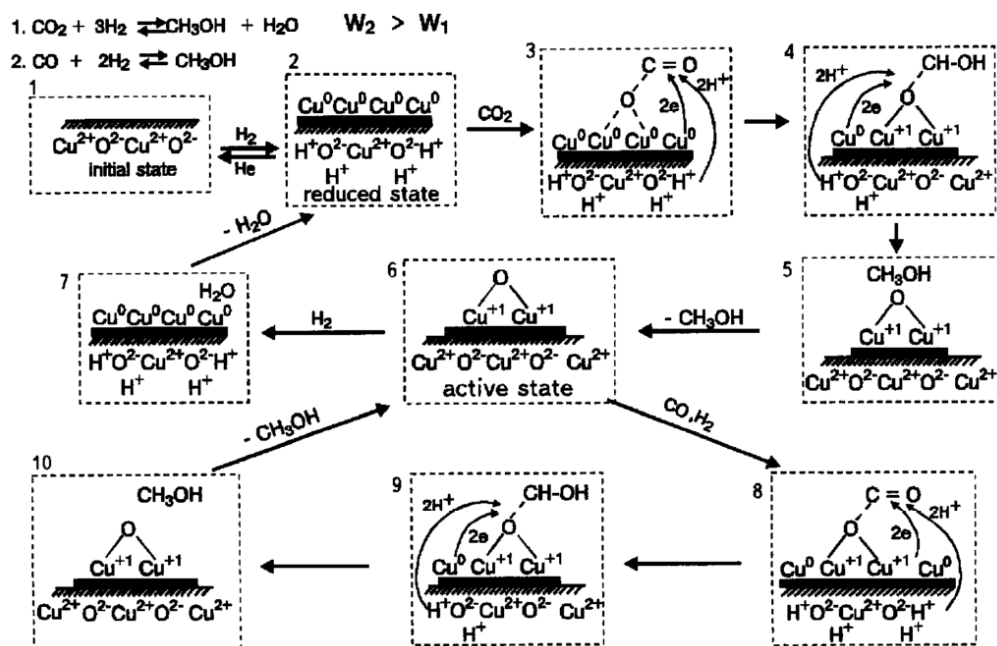 1. CO₂ + 3H₂ ⇌ CH₃OH + H₂O W₂ > W₁
2. CO + 2H₂ ⇌ CH₃OH
1
Cu²⁺O²⁻Cu²⁺O²⁻
initial state
H₂
He
2
Cu⁰Cu⁰Cu⁰Cu⁰
H⁺O²⁻Cu²⁺O²⁻H⁺
H⁺ H⁺
reduced state
CO₂
3
C = O
2H⁺
O 2e
Cu⁰ Cu⁰ Cu⁰ Cu⁰
H⁺O²⁻Cu²⁺O²⁻H⁺
H⁺ H⁺
4
2H⁺ CH-OH
2e O
Cu⁰ Cu⁺¹ Cu⁺¹
H⁺O²⁻Cu²⁺O²⁻ Cu²⁺
H⁺
- H₂O
7
H₂O
Cu⁰Cu⁰Cu⁰Cu⁰
H⁺O²⁻Cu²⁺O²⁻H⁺
H⁺ H⁺
H₂
6
O
Cu⁺¹ Cu⁺¹
Cu²⁺O²⁻Cu²⁺O²⁻ Cu²⁺
active state
- CH₃OH
5
CH₃OH
O
Cu⁺¹ Cu⁺¹
Cu²⁺O²⁻Cu²⁺O²⁻ Cu²⁺
- CH₃OH
CO,H₂
10
CH₃OH
O
Cu⁺¹ Cu⁺¹
Cu²⁺O²⁻Cu²⁺O²⁻ Cu²⁺
9
2H⁺ CH-OH
2e O
Cu⁰ Cu⁺¹ Cu⁺¹
H⁺O²⁻Cu²⁺O²⁻ Cu²⁺
H⁺
8
C = O
2H⁺
O 2e
Cu⁰ Cu⁺¹ Cu⁺¹ Cu⁰
H⁺O²⁻Cu²⁺O²⁻H⁺
H⁺ H⁺